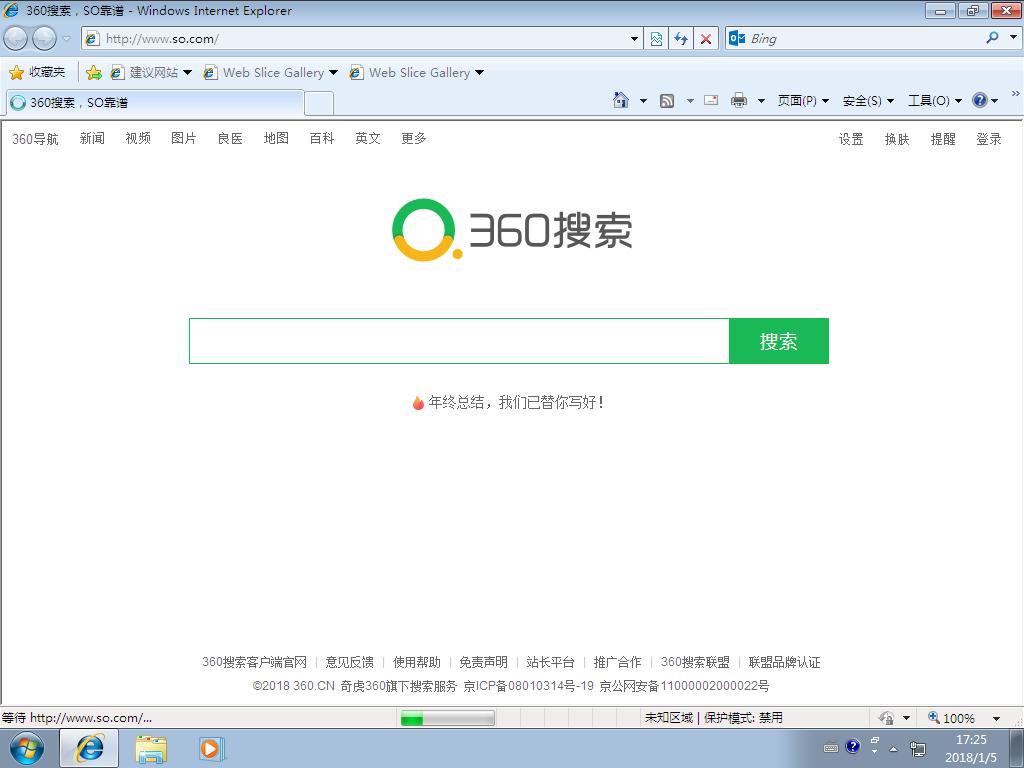 360搜索，SO靠谱 - Windows Internet Explorer
http://www.so.com/
Bing
收藏夹 建议网站 Web Slice Gallery Web Slice Gallery
360搜索，SO靠谱
页面(P) 安全(S) 工具(O)
360导航 新闻 视频 图片 良医 地图 百科 英文 更多 设置 换肤 提醒 登录
360搜索
搜索
年终总结，我们已替你写好！
360搜索客户端官网 | 意见反馈 | 使用帮助 | 免责声明 | 站长平台 | 推广合作 | 360搜索联盟 | 联盟品牌认证
©2018 360.CN 奇虎360旗下搜索服务 京ICP备08010314号-19 京公网安备11000002000022号
等待 http://www.so.com/... 未知区域 | 保护模式: 禁用 100%
17:25
2018/1/5